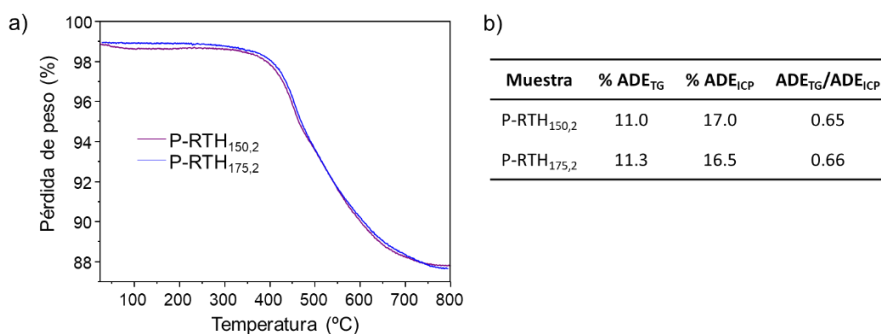 a)
100
98
96
94
92
90
88
Pérdida de peso (%)
P-RTH150,2
P-RTH175,2
100 200 300 400 500 600 700 800
Temperatura (ºC)
b)
Muestra % ADETG % ADEICP ADETG/ADEICP
P-RTH150,2 11.0 17.0 0.65
P-RTH175,2 11.3 16.5 0.66